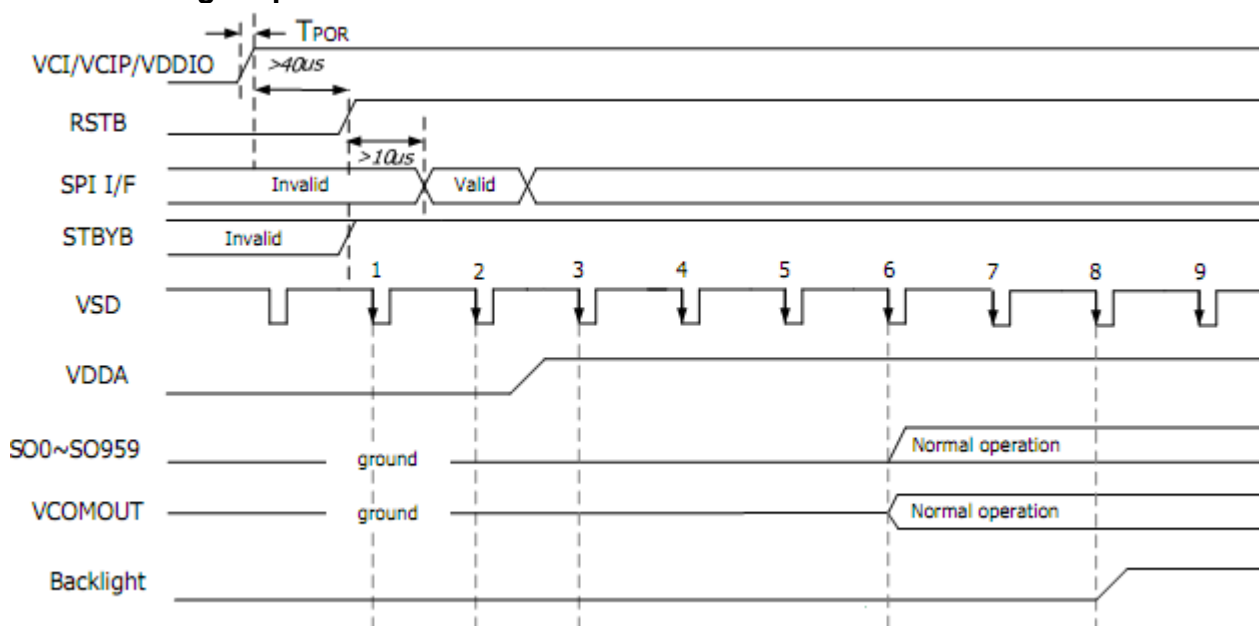 TPOR
VCI/VCIP/VDDIO
>40us
RSTB
>10us
SPI I/F
Invalid
Valid
STBYB
Invalid
1 2 3 4 5 6 7 8 9
VSD
VDDA
SO0~SO959
ground
Normal operation
VCOMOUT
ground
Normal operation
Backlight